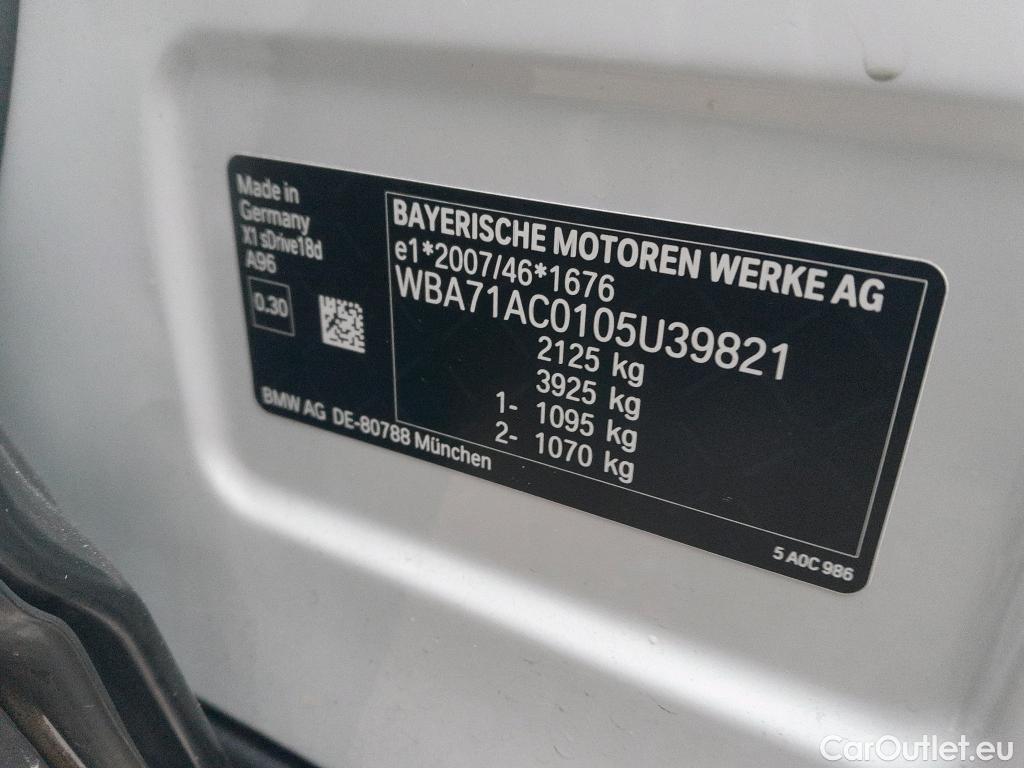 Made in
Germany
X1 sDrive18d
A96
0.30
BAYERISCHE MOTOREN WERKE AG
e1*2007/46*1676
WBA71AC0105U39821
2125 kg
3925 kg
1- 1095 kg
2- 1070 kg
BMW AG DE-80788 München
5 A0C 986
CarOutlet.eu